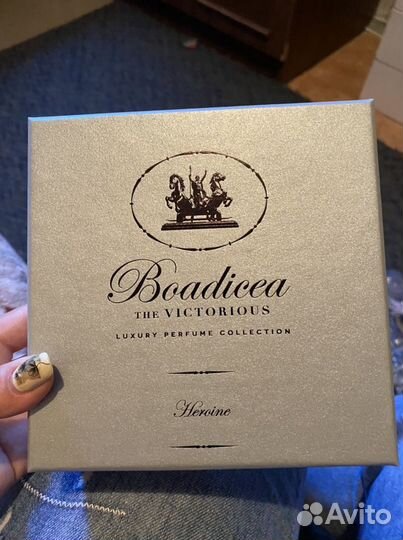 Boadicea
THE VICTORIOUS
LUXURY PERFUME COLLECTION
Heroine
Avito